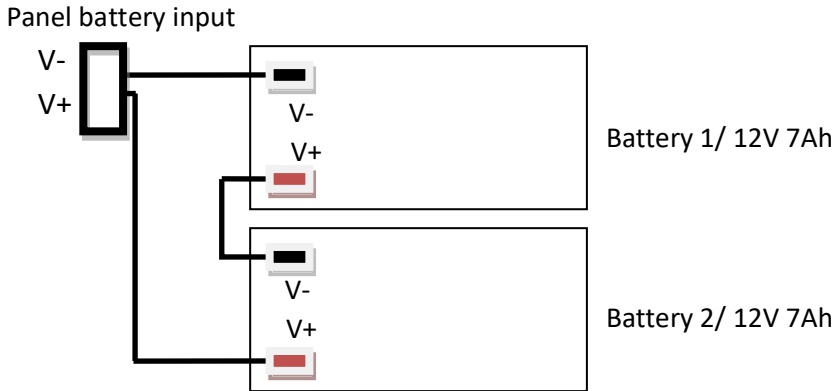 Panel battery input
V-
V+
V-
V+
Battery 1/ 12V 7Ah
V-
V+
Battery 2/ 12V 7Ah